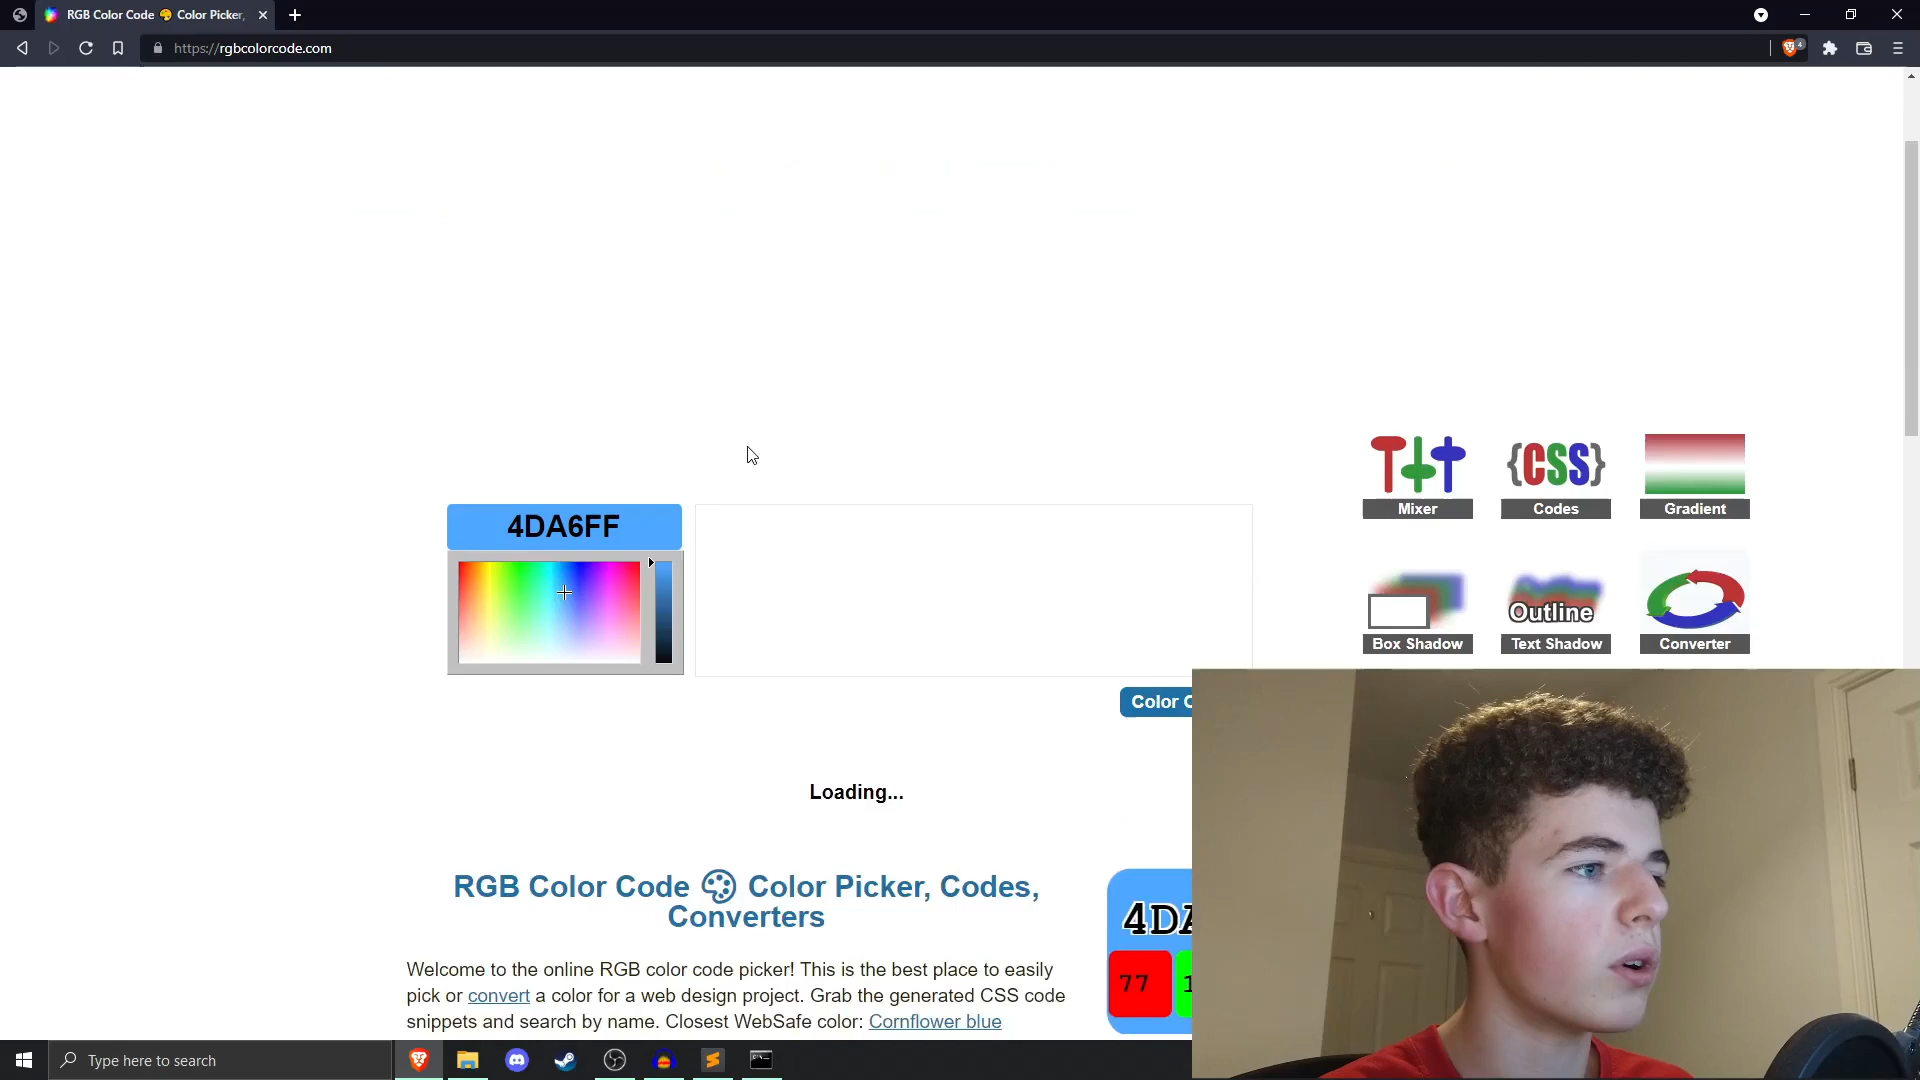 RGB Color Code 🎨 Color Picker,
https://rgbcolorcode.com
4
4DA6FF
Mixer
{CSS}
Codes
Gradient
Box Shadow
Outline
Text Shadow
Converter
Color C
Loading...
RGB Color Code 🎨 Color Picker, Codes,
Converters
4DA
77
1
Welcome to the online RGB color code picker! This is the best place to easily
pick or convert a color for a web design project. Grab the generated CSS code
snippets and search by name. Closest WebSafe color: Cornflower blue
Type here to search